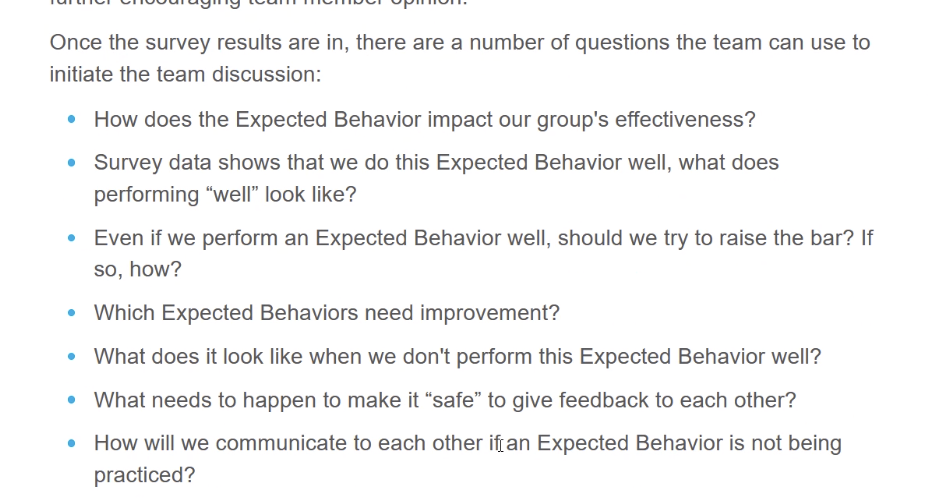 further encouraging team member opinion.
Once the survey results are in, there are a number of questions the team can use to
initiate the team discussion:
• How does the Expected Behavior impact our group's effectiveness?
• Survey data shows that we do this Expected Behavior well, what does
performing “well” look like?
• Even if we perform an Expected Behavior well, should we try to raise the bar? If
so, how?
• Which Expected Behaviors need improvement?
• What does it look like when we don't perform this Expected Behavior well?
• What needs to happen to make it “safe” to give feedback to each other?
• How will we communicate to each other if an Expected Behavior is not being
practiced?